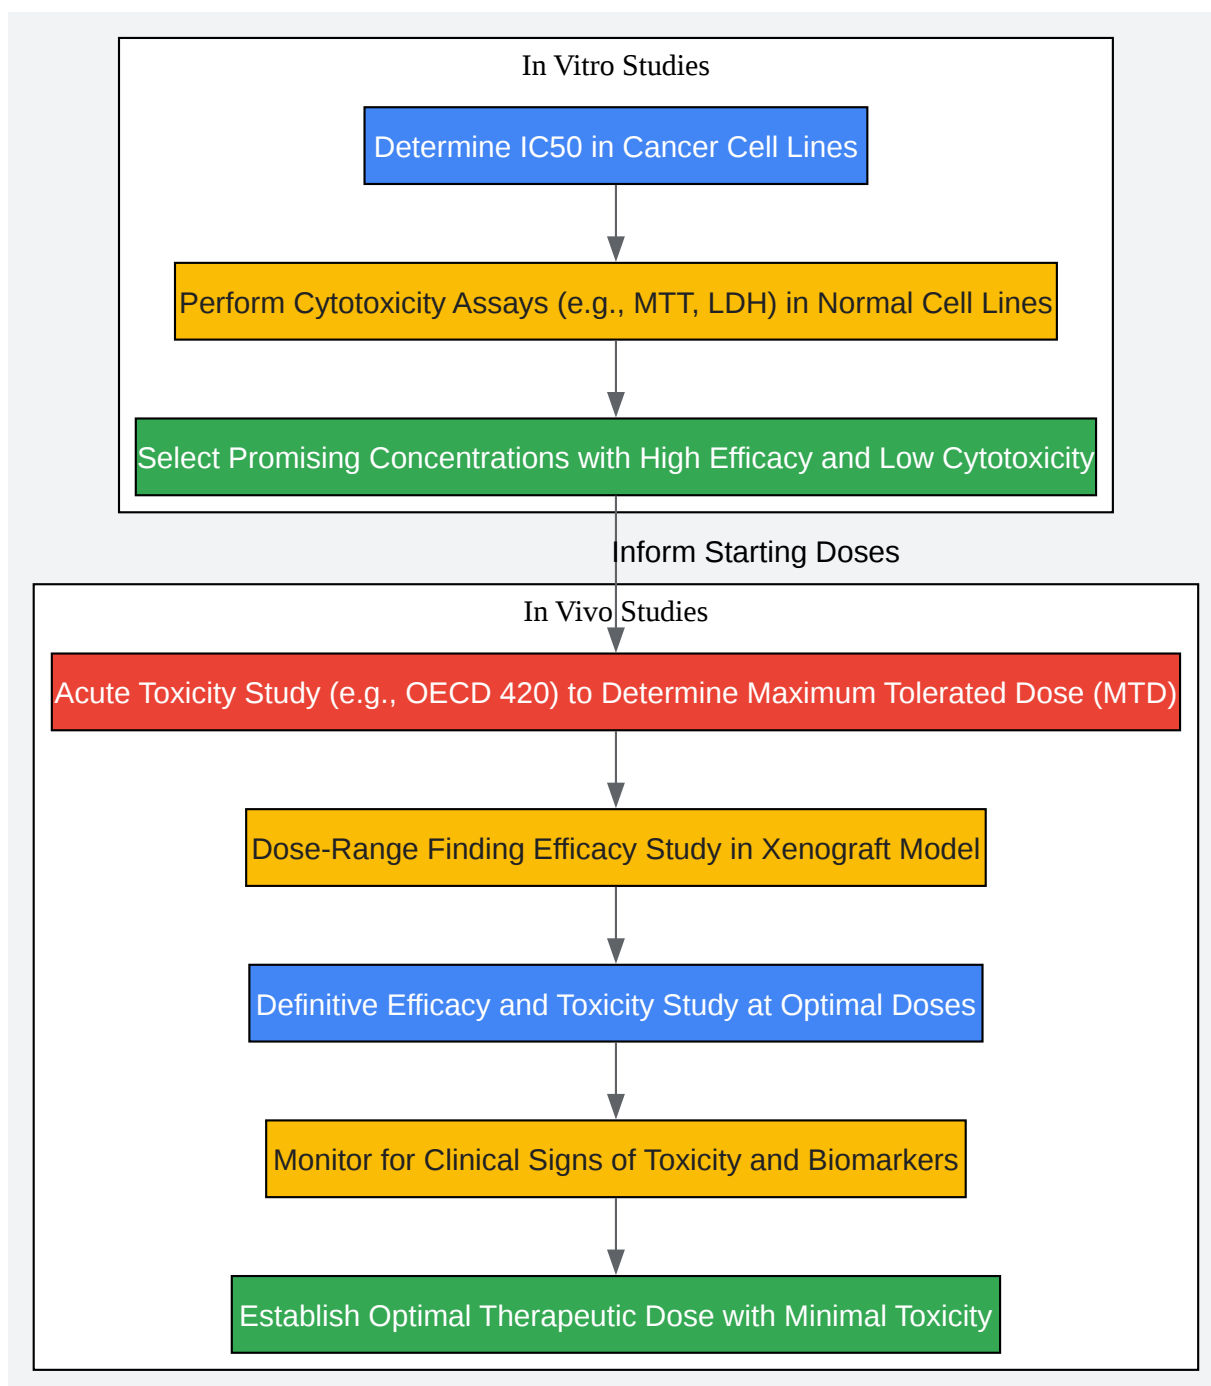 In Vitro Studies
Determine IC50 in Cancer Cell Lines
Perform Cytotoxicity Assays (e.g., MTT, LDH) in Normal Cell Lines
Select Promising Concentrations with High Efficacy and Low Cytotoxicity
Inform Starting Doses
In Vivo Studies
Acute Toxicity Study (e.g., OECD 420) to Determine Maximum Tolerated Dose (MTD)
Dose-Range Finding Efficacy Study in Xenograft Model
Definitive Efficacy and Toxicity Study at Optimal Doses
Monitor for Clinical Signs of Toxicity and Biomarkers
Establish Optimal Therapeutic Dose with Minimal Toxicity